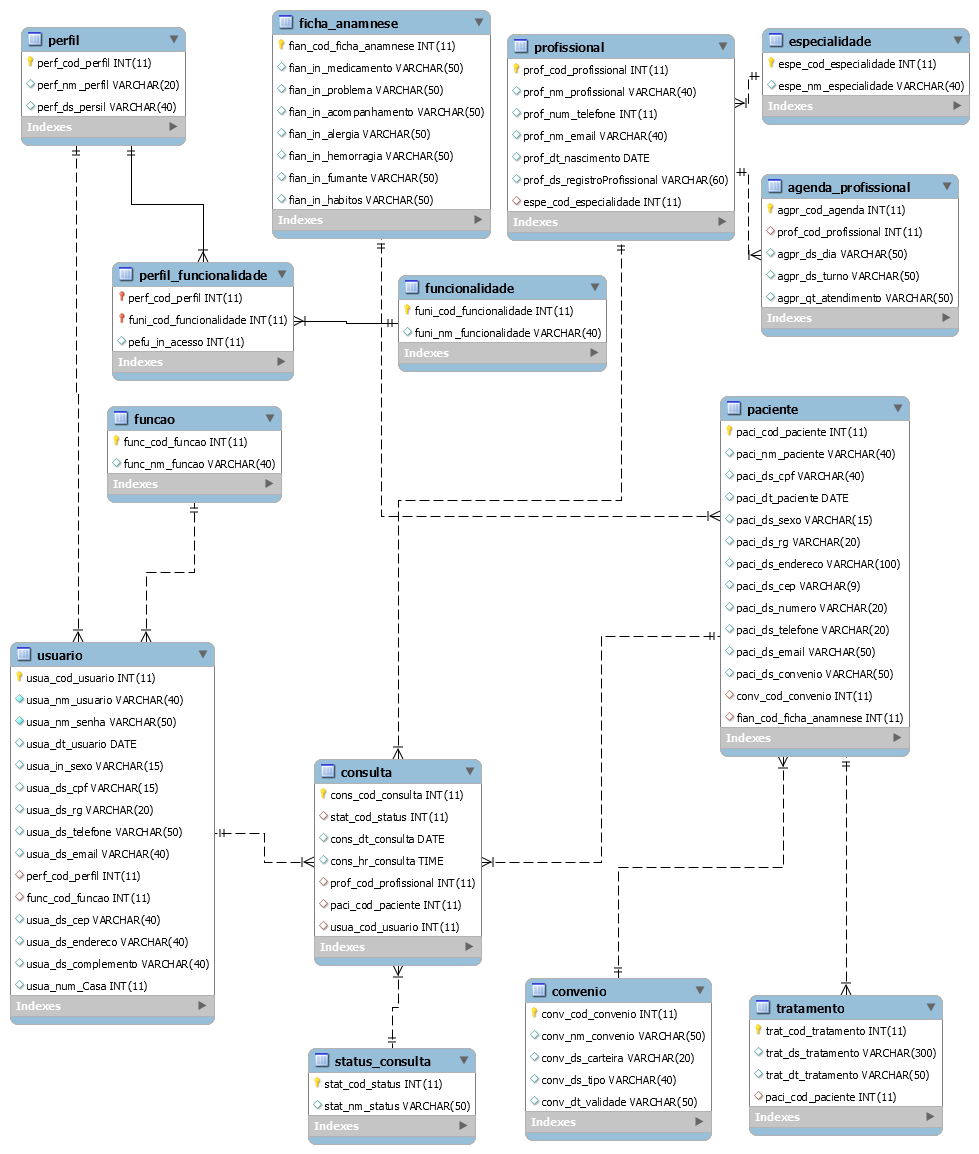 perfil
perf_cod_perfil INT(11)
perf_nm_perfil VARCHAR(20)
perf_ds_persil VARCHAR(40)
Indexes
ficha_anamnese
fian_cod_ficha_anamnese INT(11)
fian_in_medicamento VARCHAR(50)
fian_in_problema VARCHAR(50)
fian_in_acompanhamento VARCHAR(50)
fian_in_alergia VARCHAR(50)
fian_in_hemorragia VARCHAR(50)
fian_in_fumante VARCHAR(50)
fian_in_habitos VARCHAR(50)
Indexes
profissional
prof_cod_profissional INT(11)
prof_nm_profissional VARCHAR(40)
prof_num_telefone INT(11)
prof_nm_email VARCHAR(40)
prof_dt_nascimento DATE
prof_ds_registroProfissional VARCHAR(60)
espe_cod_especialidade INT(11)
Indexes
especialidade
espe_cod_especialidade INT(11)
espe_nm_especialidade VARCHAR(40)
Indexes
agenda_profissional
agpr_cod_agenda INT(11)
prof_cod_profissional INT(11)
agpr_ds_dia VARCHAR(50)
agpr_ds_turno VARCHAR(50)
agpr_qt_atendimento VARCHAR(50)
Indexes
perfil_funcionalidade
perf_cod_perfil INT(11)
funi_cod_funcionalidade INT(11)
pefu_in_acesso INT(11)
Indexes
funcionalidade
funi_cod_funcionalidade INT(11)
funi_nm_funcionalidade VARCHAR(40)
Indexes
funcao
func_cod_funcao INT(11)
func_nm_funcao VARCHAR(40)
Indexes
paciente
paci_cod_paciente INT(11)
paci_nm_paciente VARCHAR(40)
paci_ds_cpf VARCHAR(40)
paci_dt_paciente DATE
paci_ds_sexo VARCHAR(15)
paci_ds_rg VARCHAR(20)
paci_ds_endereco VARCHAR(100)
paci_ds_cep VARCHAR(9)
paci_ds_numero VARCHAR(20)
paci_ds_telefone VARCHAR(20)
paci_ds_email VARCHAR(50)
paci_ds_convenio VARCHAR(50)
conv_cod_convenio INT(11)
fian_cod_ficha_anamnese INT(11)
Indexes
usuario
usua_cod_usuario INT(11)
usua_nm_usuario VARCHAR(40)
usua_nm_senha VARCHAR(50)
usua_dt_usuario DATE
usua_in_sexo VARCHAR(15)
usua_ds_cpf VARCHAR(15)
usua_ds_rg VARCHAR(20)
usua_ds_telefone VARCHAR(50)
usua_ds_email VARCHAR(40)
perf_cod_perfil INT(11)
func_cod_funcao INT(11)
usua_ds_cep VARCHAR(40)
usua_ds_endereco VARCHAR(40)
usua_ds_complemento VARCHAR(40)
usua_num_Casa INT(11)
Indexes
consulta
cons_cod_consulta INT(11)
stat_cod_status INT(11)
cons_dt_consulta DATE
cons_hr_consulta TIME
prof_cod_profissional INT(11)
paci_cod_paciente INT(11)
usua_cod_usuario INT(11)
Indexes
status_consulta
stat_cod_status INT(11)
stat_nm_status VARCHAR(50)
Indexes
convenio
conv_cod_convenio INT(11)
conv_nm_convenio VARCHAR(50)
conv_ds_carteira VARCHAR(20)
conv_ds_tipo VARCHAR(40)
conv_dt_validade VARCHAR(50)
Indexes
tratamento
trat_cod_tratamento INT(11)
trat_ds_tratamento VARCHAR(300)
trat_dt_tratamento VARCHAR(50)
paci_cod_paciente INT(11)
Indexes